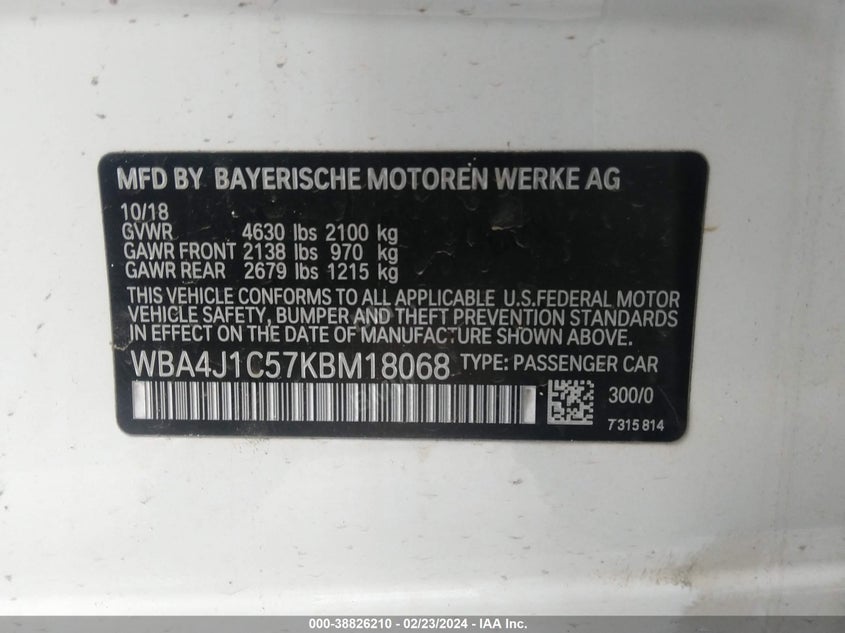 MFD BY BAYERISCHE MOTOREN WERKE AG
10/18
GVWR 4630 lbs 2100 kg
GAWR FRONT 2138 lbs 970 kg
GAWR REAR 2679 lbs 1215 kg
THIS VEHICLE CONFORMS TO ALL APPLICABLE U.S.FEDERAL MOTOR
VEHICLE SAFETY, BUMPER AND THEFT PREVENTION STANDARDS
IN EFFECT ON THE DATE OF MANUFACTURE SHOWN ABOVE.
WBA4J1C57KBM18068 TYPE: PASSENGER CAR
300/0
7315814
000-38826210 - 02/23/2024 - IAA Inc.